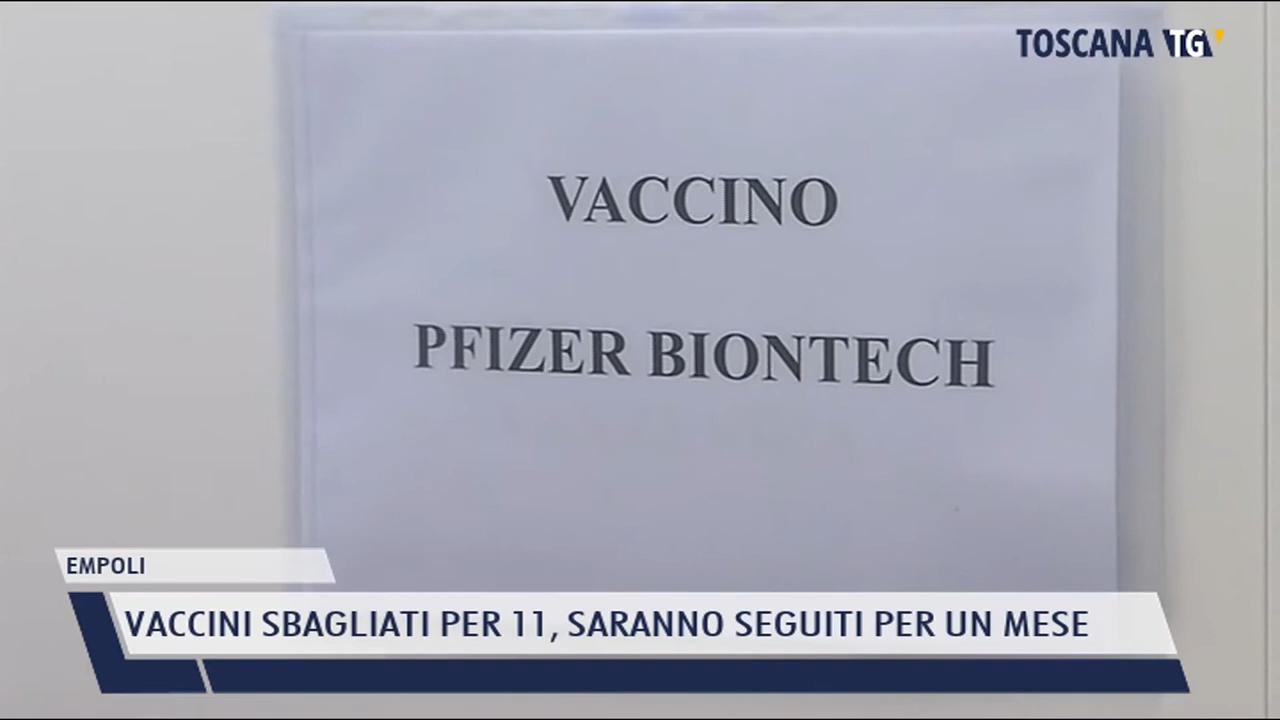 TOSCANA TG
VACCINO
PFIZER BIONTECH
EMPOLI
VACCINI SBAGLIATI PER 11, SARANNO SEGUITI PER UN MESE